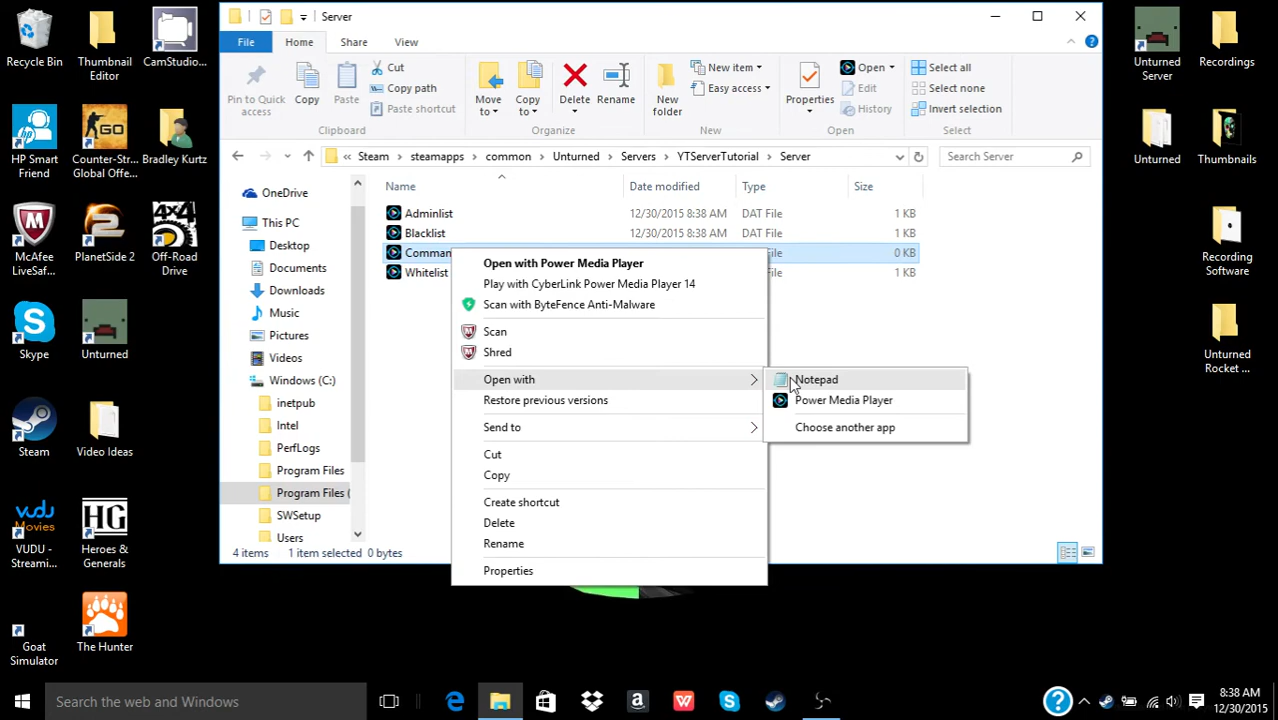 Server
File
Home
Share
View
Pin to Quick
access
Copy
Paste
Cut
Copy path
Paste shortcut
Clipboard
Move
to
Copy
to
Delete
Rename
Organize
New
folder
New item
Easy access
New
Properties
Open
Edit
History
Open
Select all
Select none
Invert selection
Select
Steam
steamapps
common
Unturned
Servers
YTServerTutorial
Server
Search Server
OneDrive
This PC
Desktop
Documents
Downloads
Music
Pictures
Videos
Windows (C:)
inetpub
Intel
PerfLogs
Program Files
Program Files (
SWSetup
Users
Name
Date modified
Type
Size
Adminlist 12/30/2015 8:38 AM DAT File 1 KB
Blacklist 12/30/2015 8:38 AM DAT File 1 KB
Comman File 0 KB
Whitelist File 1 KB
Open with Power Media Player
Play with CyberLink Power Media Player 14
Scan with ByteFence Anti-Malware
Scan
Shred
Open with
Restore previous versions
Send to
Cut
Copy
Create shortcut
Delete
Rename
Properties
Notepad
Power Media Player
Choose another app
4 items 1 item selected 0 bytes
Recycle Bin
Thumbnail
Editor
CamStudio...
HP Smart
Friend
Counter-Str...
Global Offe...
Bradley Kurtz
McAfee
LiveSaf...
PlanetSide 2
Off-Road
Drive
Skype
Unturned
Steam
Video Ideas
VUDU -
Streami...
Heroes &
Generals
Goat
Simulator
The Hunter
Unturned
Server
Recordings
Unturned
Thumbnails
Recording
Software
Unturned
Rocket ...
Search the web and Windows
8:38 AM
12/30/2015